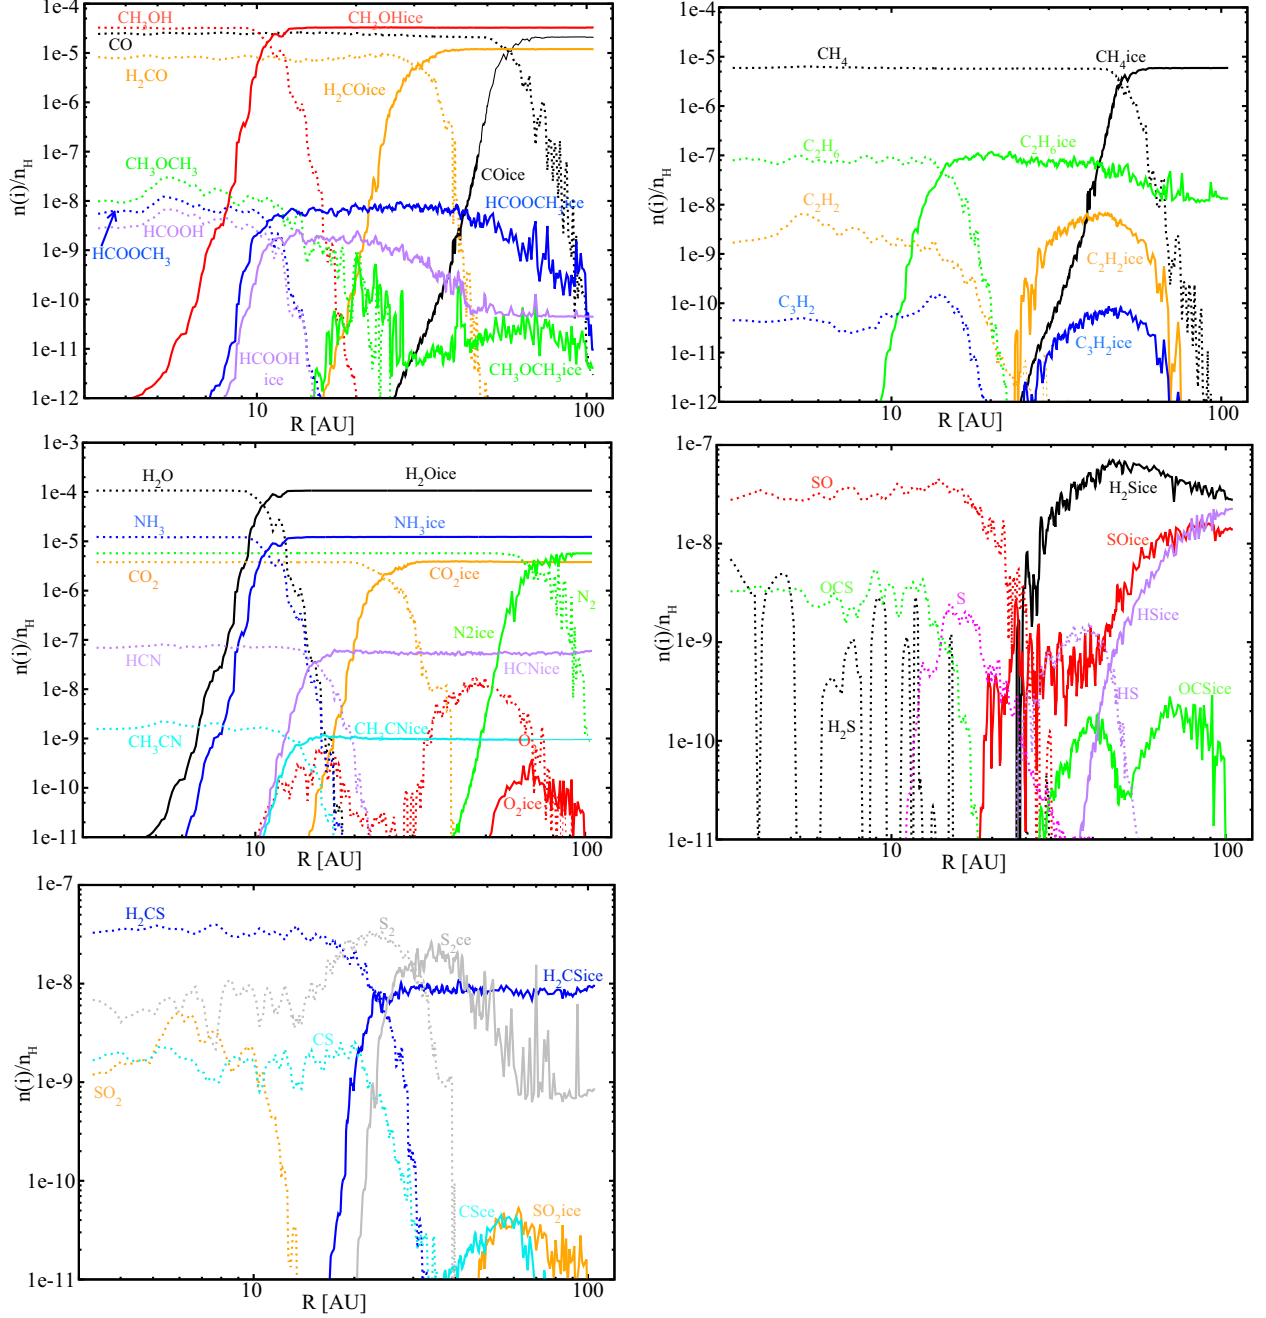 1e-4
1e-5
1e-6
1e-7
1e-8
1e-9
1e-10
1e-11
1e-12
n(i)/n_H
CH₃OH
CH₃OHice
CO
H₂CO
H₂COice
CH₃OCH₃
COice
HCOOCH₃ice
HCOOH
HCOOCH₃
HCOOH
ice
CH₃OCH₃ice
10
100
R [AU]
1e-4
1e-5
1e-6
1e-7
1e-8
1e-9
1e-10
1e-11
1e-12
n(i)/n_H
CH₄
CH₄ice
C₂H₆
C₂H₆ice
C₂H₂
C₂H₂ice
C₃H₂
C₃H₂ice
10
100
R [AU]
1e-3
1e-4
1e-5
1e-6
1e-7
1e-8
1e-9
1e-10
1e-11
n(i)/n_H
H₂O
H₂Oice
NH₃
NH₃ice
CO₂
CO₂ice
N₂
N2ice
HCN
HCNice
CH₃CN
CH₃CNice
O₂ice
10
100
R [AU]
1e-7
1e-8
1e-9
1e-10
1e-11
n(i)/n_H
SO
H₂Sice
SOice
OCS
S
HSice
HS
OCSice
H₂S
10
100
R [AU]
1e-7
1e-8
1e-9
1e-10
1e-11
n(i)/n_H
H₂CS
S₂
S₂ce
H₂CSice
CS
SO₂
CSce
SO₂ice
10
100
R [AU]